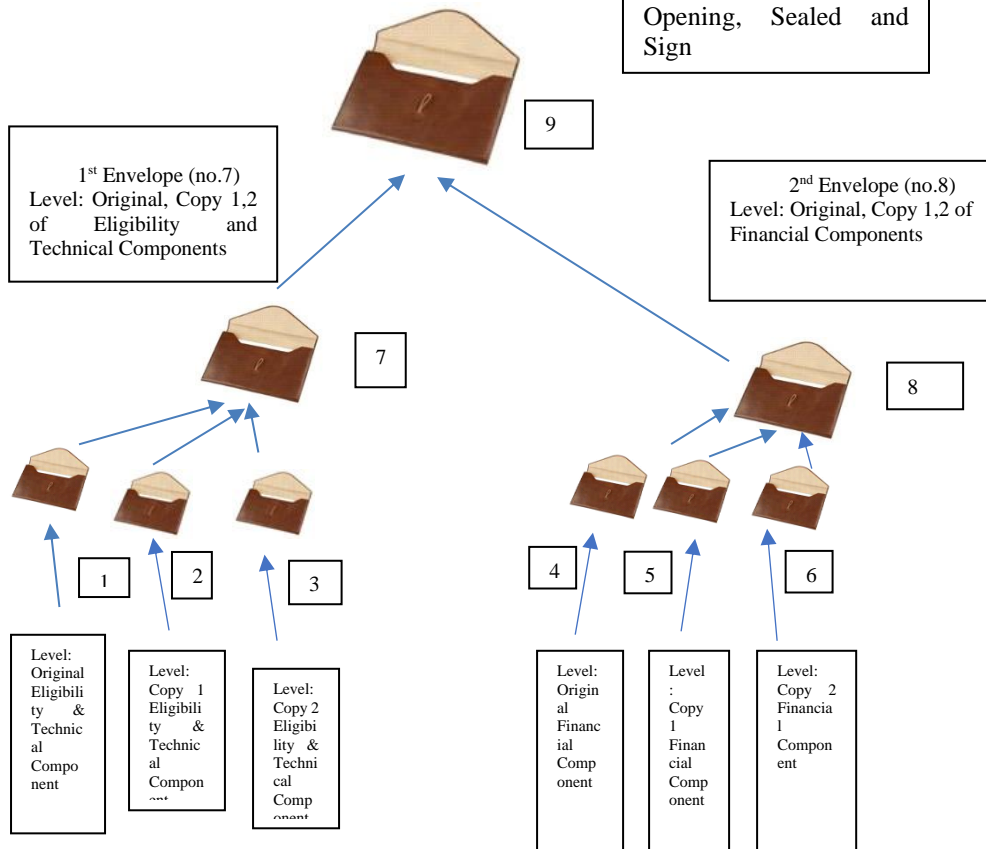 Opening, Sealed and
Sign
9
1st Envelope (no.7)
Level: Original, Copy 1,2
of Eligibility and
Technical Components
2nd Envelope (no.8)
Level: Original, Copy 1,2 of
Financial Components
7
8
1
2
3
4
5
6
Level:
Original
Eligibili
ty &
Technic
al
Compo
nent
Level:
Copy 1
Eligibili
ty &
Technic
al
Compon
ent
Level:
Copy 2
Eligibi
lity &
Techni
cal
Comp
onent
Level:
Origin
al
Financ
ial
Comp
onent
Level
:
Copy
1
Finan
cial
Comp
onent
Level:
Copy 2
Financia
l
Compon
ent